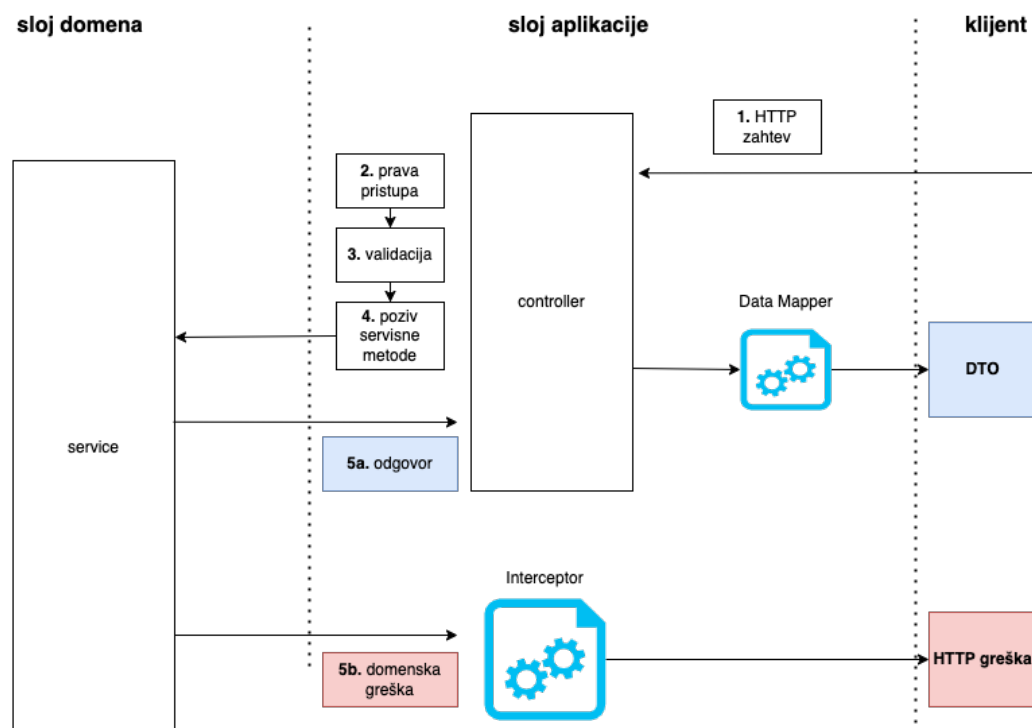 sloj domena
sloj aplikacije
klijent
1. HTTP
zahtev
2. prava
pristupa
3. validacija
4. poziv
servisne
metode
controller
Data Mapper
DTO
service
5a. odgovor
Interceptor
5b. domenska
greška
HTTP greška